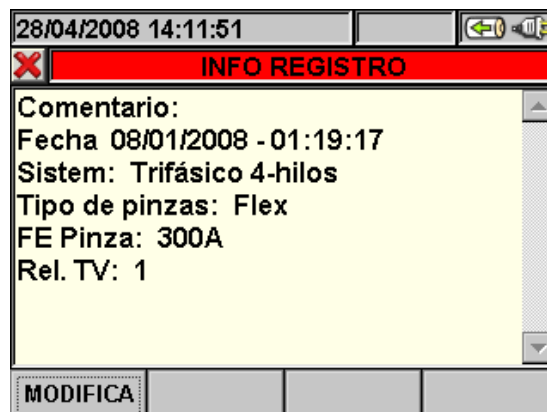 28/04/2008 14:11:51
INFO REGISTRO
Comentario:
Fecha 08/01/2008 - 01:19:17
Sistem: Trifásico 4-hilos
Tipo de pinzas: Flex
FE Pinza: 300A
Rel. TV: 1
MODIFICA